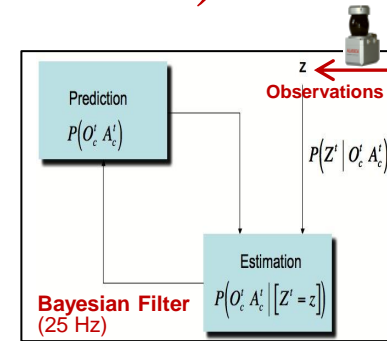 z
Observations
Prediction
P(O_c^t A_c^t)
P(Z^t | O_c^t A_c^t)
Estimation
P(O_c^t A_c^t | [Z^t = z])
Bayesian Filter
(25 Hz)